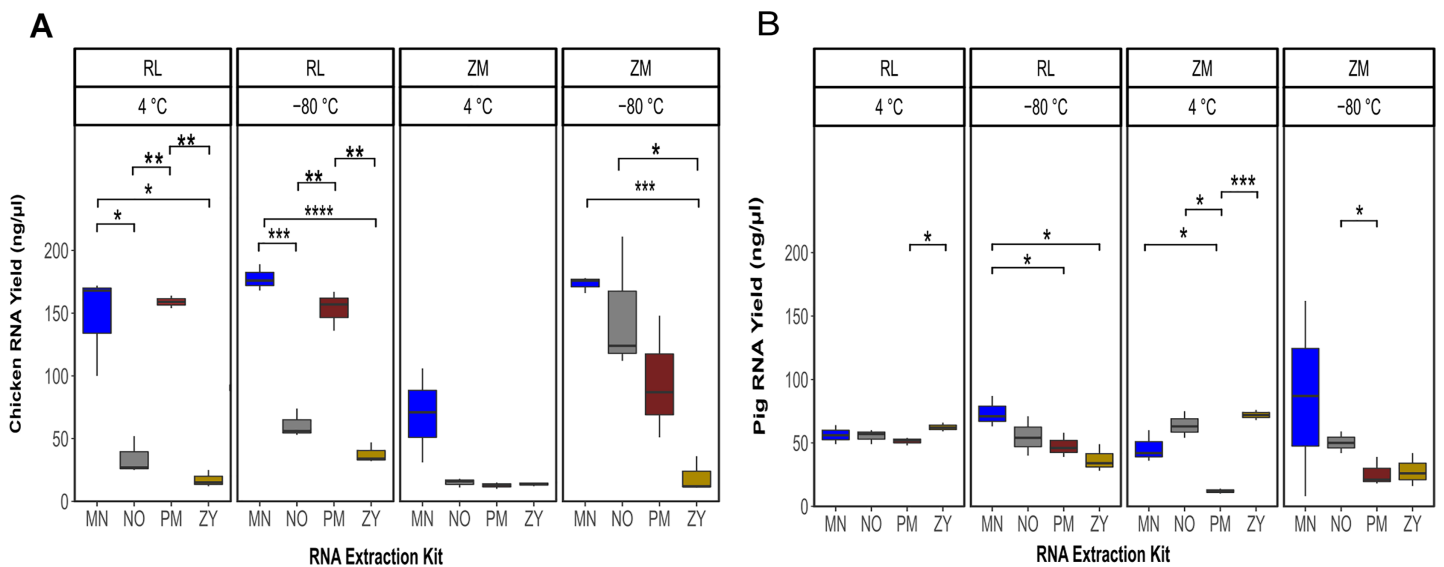 A
RL RL ZM ZM
4 °C −80 °C 4 °C −80 °C
** ** * *
** ** * ****  ***
*** 
Chicken RNA Yield (ng/µl)
200
150
100
50
0
MN NO PM ZY MN NO PM ZY MN NO PM ZY MN NO PM ZY
RNA Extraction Kit
B
RL RL ZM ZM
4 °C −80 °C 4 °C −80 °C
* * * *** * * *
Pig RNA Yield (ng/µl)
200
150
100
50
0
MN NO PM ZY MN NO PM ZY MN NO PM ZY MN NO PM ZY
RNA Extraction Kit